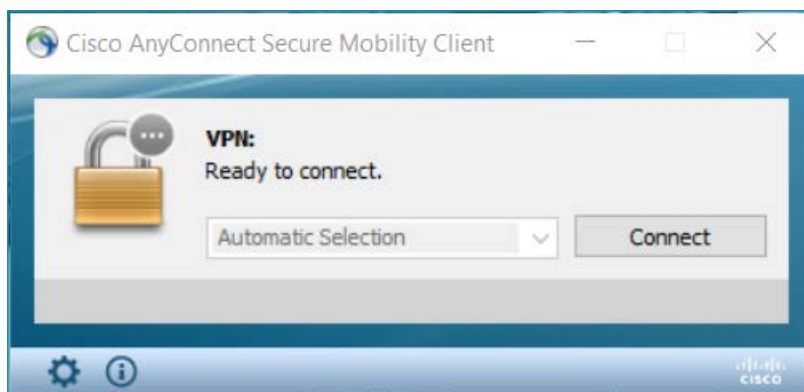 Cisco AnyConnect Secure Mobility Client
VPN:
Ready to connect.
Automatic Selection
Connect
CISCO